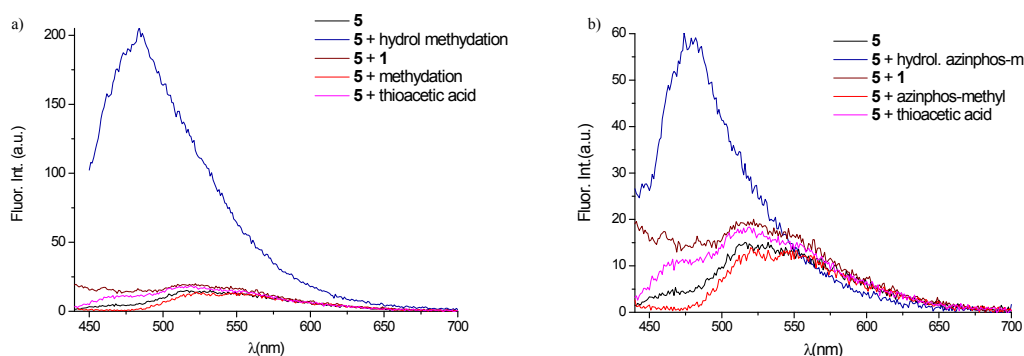 a)
5
5 + hydrol methydation
5 + 1
5 + methydation
5 + thioacetic acid
200
150
100
50
0
Fluor. Int. (a.u.)
450 500 550 600 650 700
λ(nm)
b)
5
5 + hydrol. azinphos-m
5 + 1
5 + azinphos-methyl
5 + thioacetic acid
60
50
40
30
20
10
0
Fluor. Int.(a.u.)
450 500 550 600 650 700
λ(nm)